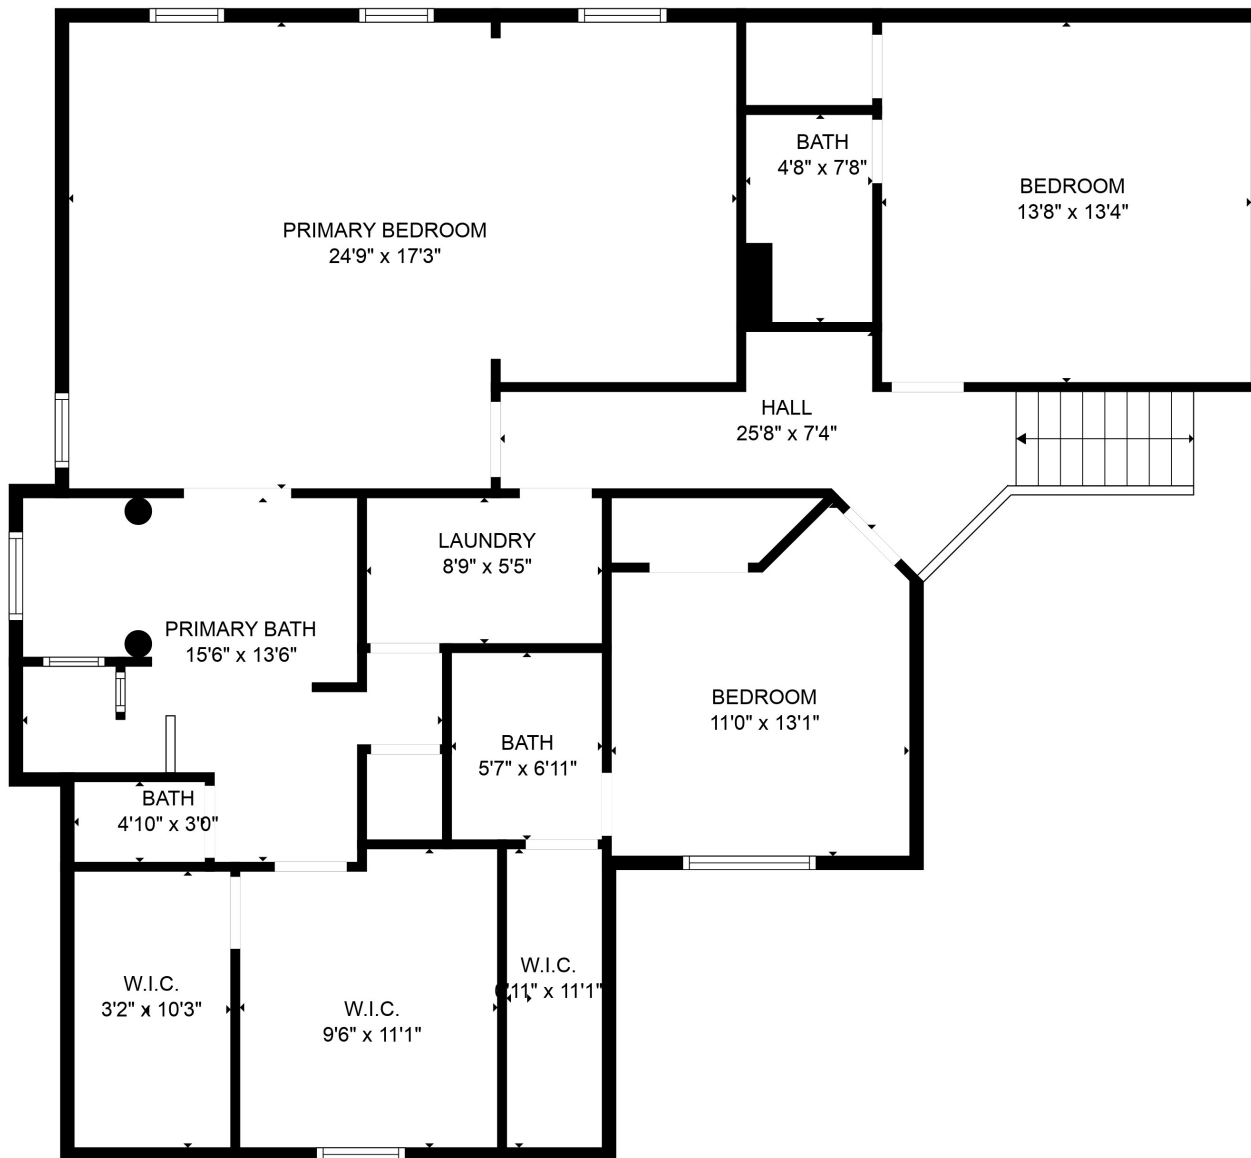 BATH
4'8" x 7'8"
BEDROOM
13'8" x 13'4"
PRIMARY BEDROOM
24'9" x 17'3"
HALL
25'8" x 7'4"
LAUNDRY
8'9" x 5'5"
PRIMARY BATH
15'6" x 13'6"
BEDROOM
11'0" x 13'1"
BATH
5'7" x 6'11"
BATH
4'10" x 3'0"
W.I.C.
3'2" x 10'3"
W.I.C.
9'6" x 11'1"
W.I.C.
x 11'1"